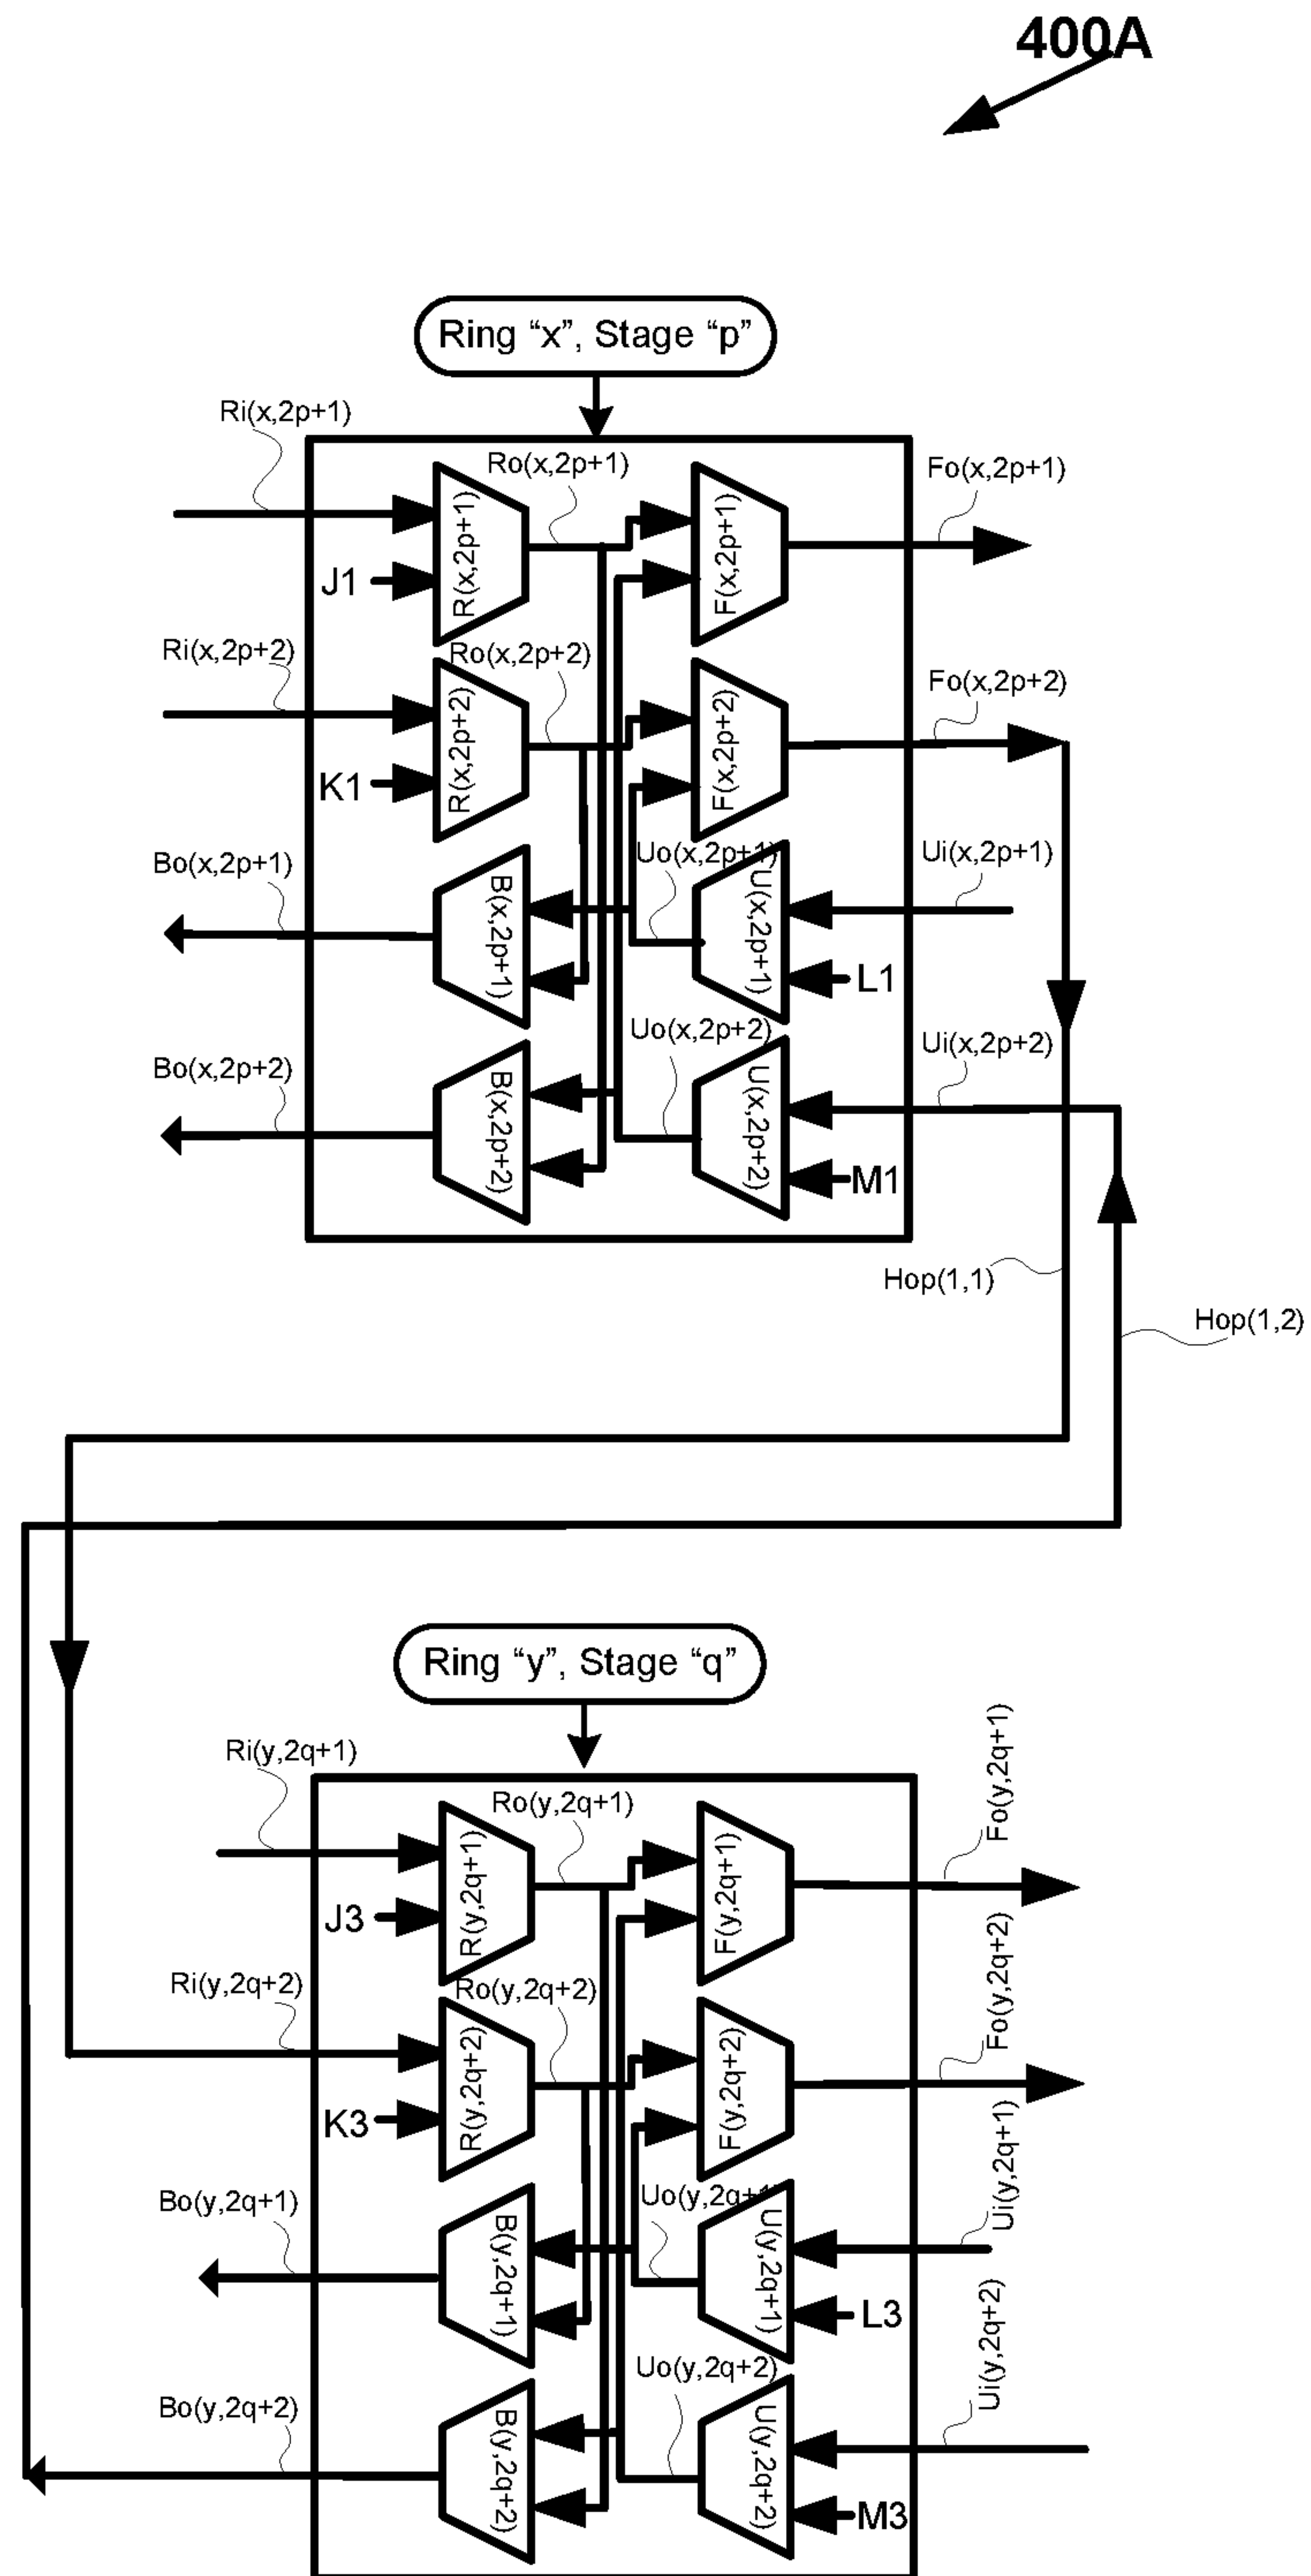 400A
Ring “x”, Stage “p”
Ri(x,2p+1)
Ro(x,2p+1)
Fo(x,2p+1)
R(x,2p+1)
F(x,2p+1)
J1
Ri(x,2p+2)
Ro(x,2p+2)
Fo(x,2p+2)
R(x,2p+2)
F(x,2p+2)
K1
Bo(x,2p+1)
Uo(x,2p+1)
Ui(x,2p+1)
B(x,2p+1)
U(x,2p+1)
L1
Bo(x,2p+2)
Uo(x,2p+2)
Ui(x,2p+2)
B(x,2p+2)
U(x,2p+2)
M1
Hop(1,1)
Hop(1,2)
Ring “y”, Stage “q”
Ri(y,2q+1)
Ro(y,2q+1)
Fo(y,2q+1)
R(y,2q+1)
F(y,2q+1)
J3
Ri(y,2q+2)
Ro(y,2q+2)
Fo(y,2q+2)
R(y,2q+2)
F(y,2q+2)
K3
Bo(y,2q+1)
Uo(y,2q+1)
Ui(y,2q+1)
B(y,2q+1)
U(y,2q+1)
L3
Bo(y,2q+2)
Uo(y,2q+2)
Ui(y,2q+2)
B(y,2q+2)
U(y,2q+2)
M3